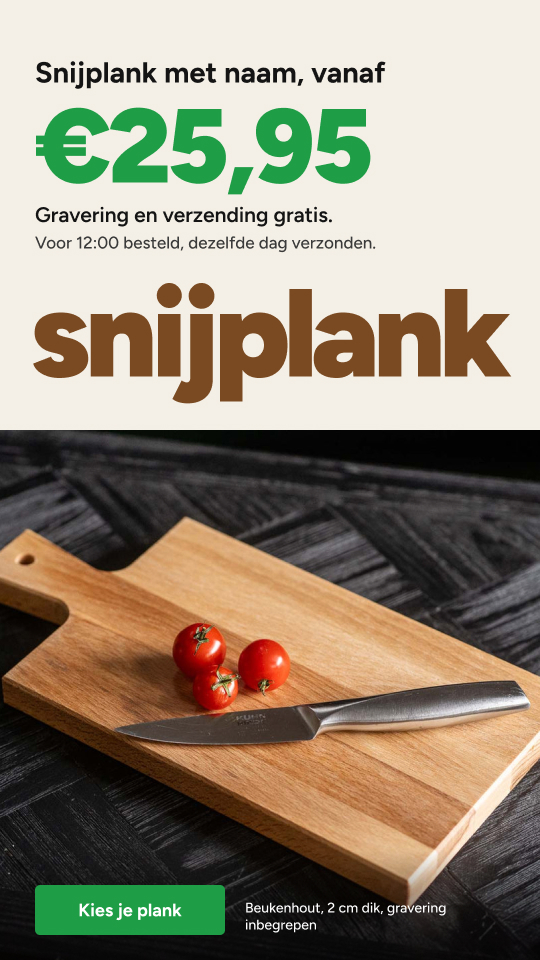 Snijplank met naam, vanaf
€25,95
Gravering en verzending gratis.
Voor 12:00 besteld, dezelfde dag verzonden.
snijplank
Kies je plank
Beukenhout, 2 cm dik, gravering
inbegrepen